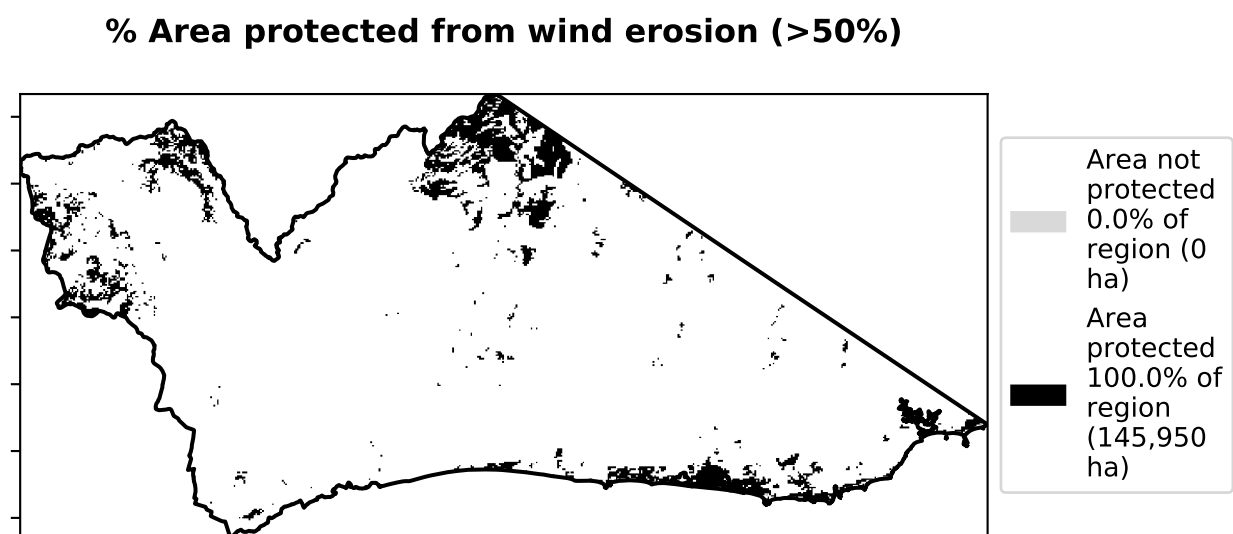 % Area protected from wind erosion (>50%)
Area not
protected
0.0% of
region (0
ha)
Area
protected
100.0% of
region
(145,950
ha)